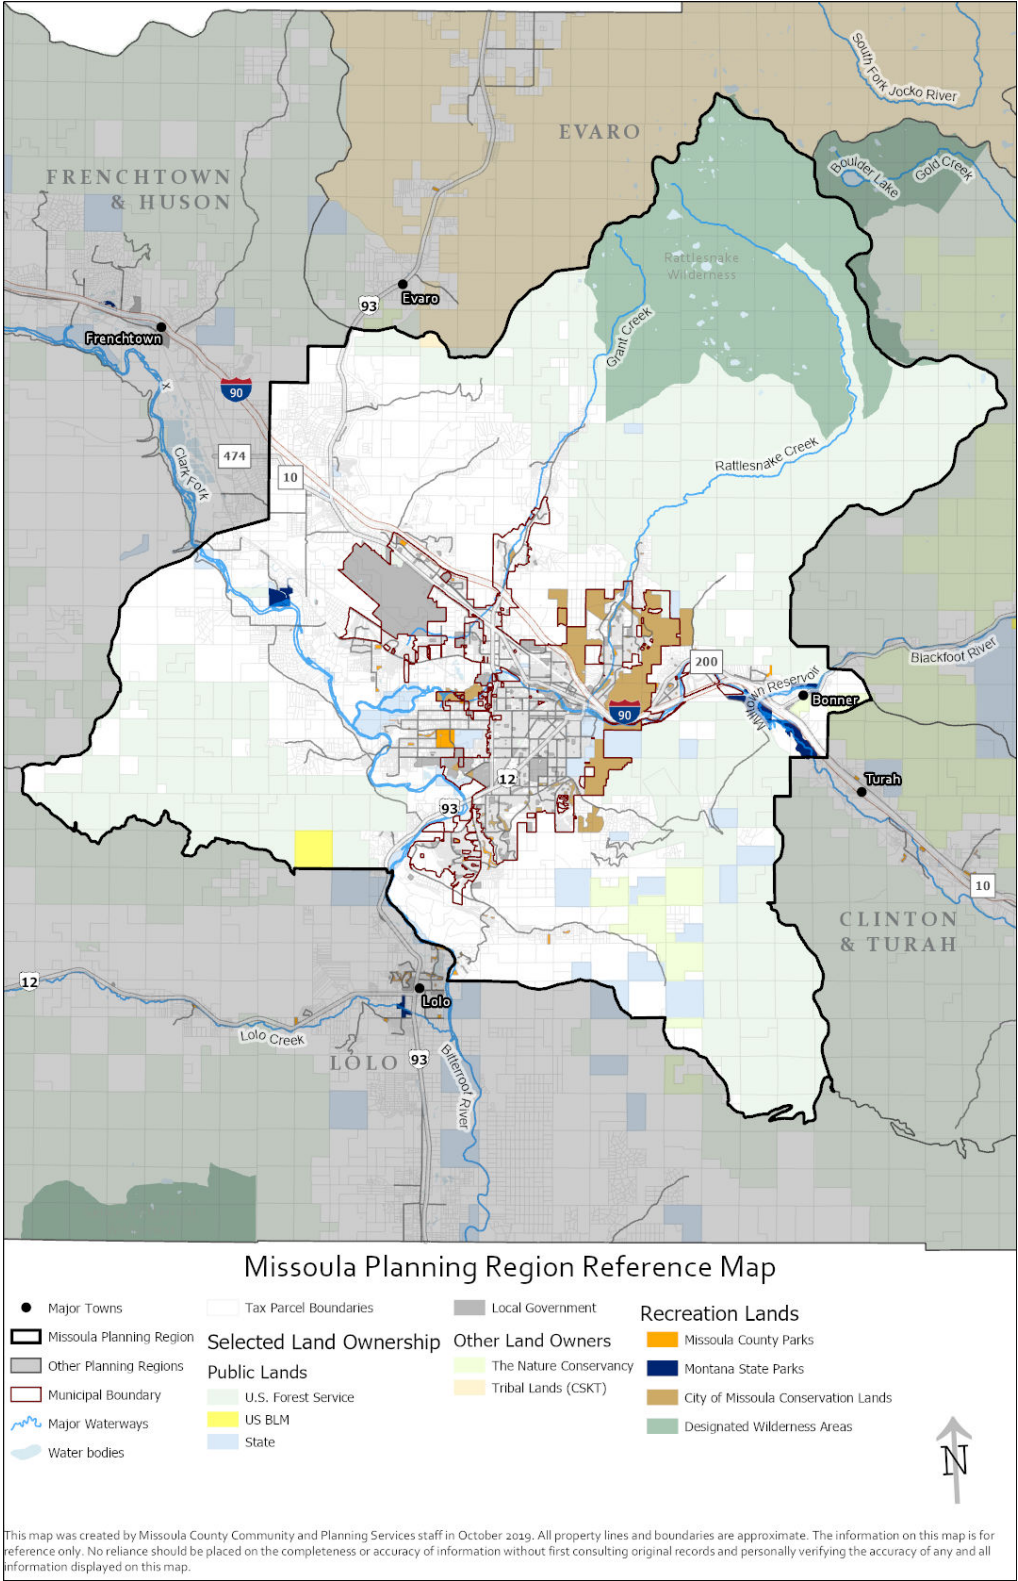 South Fork Jocko River
EVARO
Boulder Lake
Gold Creek
FRENCHTOWN
& HUSON
Rattlesnake
Wilderness
93
Evaro
Frenchtown
Grant Creek
90
474
10
Clark Fork
Rattlesnake Creek
200
Blackfoot River
Milltown Reservoir
Bonner
90
12
93
Turah
10
CLINTON
& TURAH
12
Lolo
Lolo Creek
LOLO
93
Bitterroot River
Missoula Planning Region Reference Map
Major Towns
Missoula Planning Region
Other Planning Regions
Municipal Boundary
Major Waterways
Water bodies
Tax Parcel Boundaries
Selected Land Ownership
Public Lands
U.S. Forest Service
US BLM
State
Local Government
Other Land Owners
The Nature Conservancy
Tribal Lands (CSKT)
Recreation Lands
Missoula County Parks
Montana State Parks
City of Missoula Conservation Lands
Designated Wilderness Areas
N
This map was created by Missoula County Community and Planning Services staff in October 2019. All property lines and boundaries are approximate. The information on this map is for
reference only. No reliance should be placed on the completeness or accuracy of information without first consulting original records and personally verifying the accuracy of any and all
information displayed on this map.